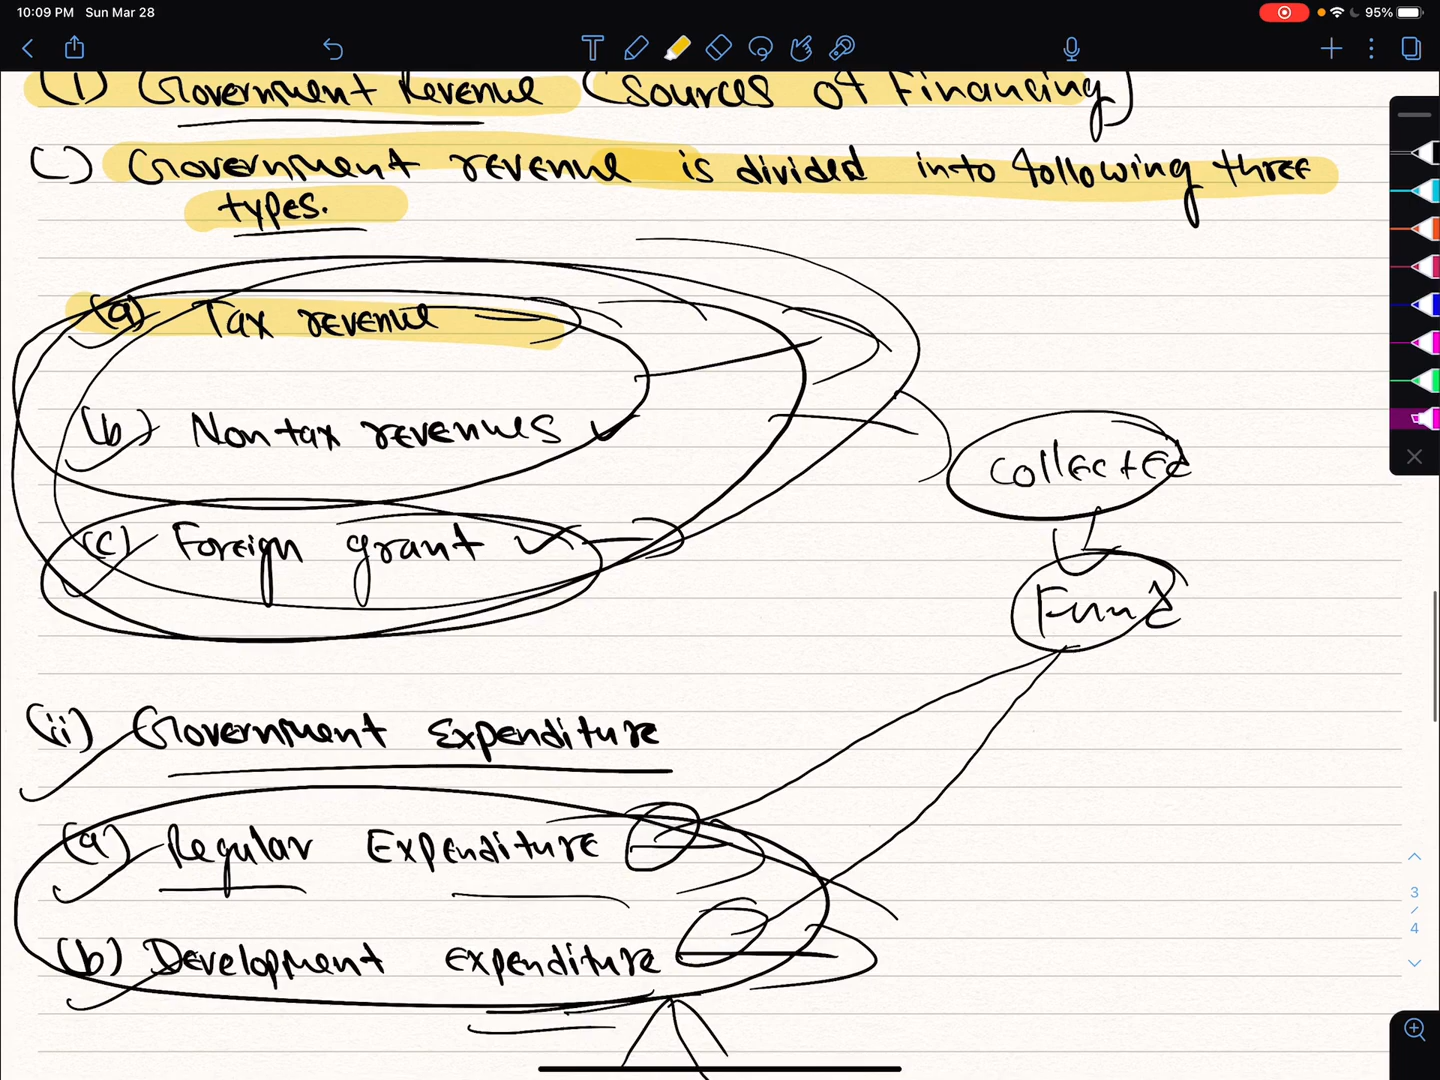 10:09 PM Sun Mar 28
95%
(i) Government Revenue (Sources of Financing)
( ) Government revenue is divided into following three
types.
(a) Tax revenue
(b) Non tax revenues
(c) Foreign grant
collected
Fund
(ii) Government Expenditure
(a) Regular Expenditure
(b) Development expenditure
3
/
4